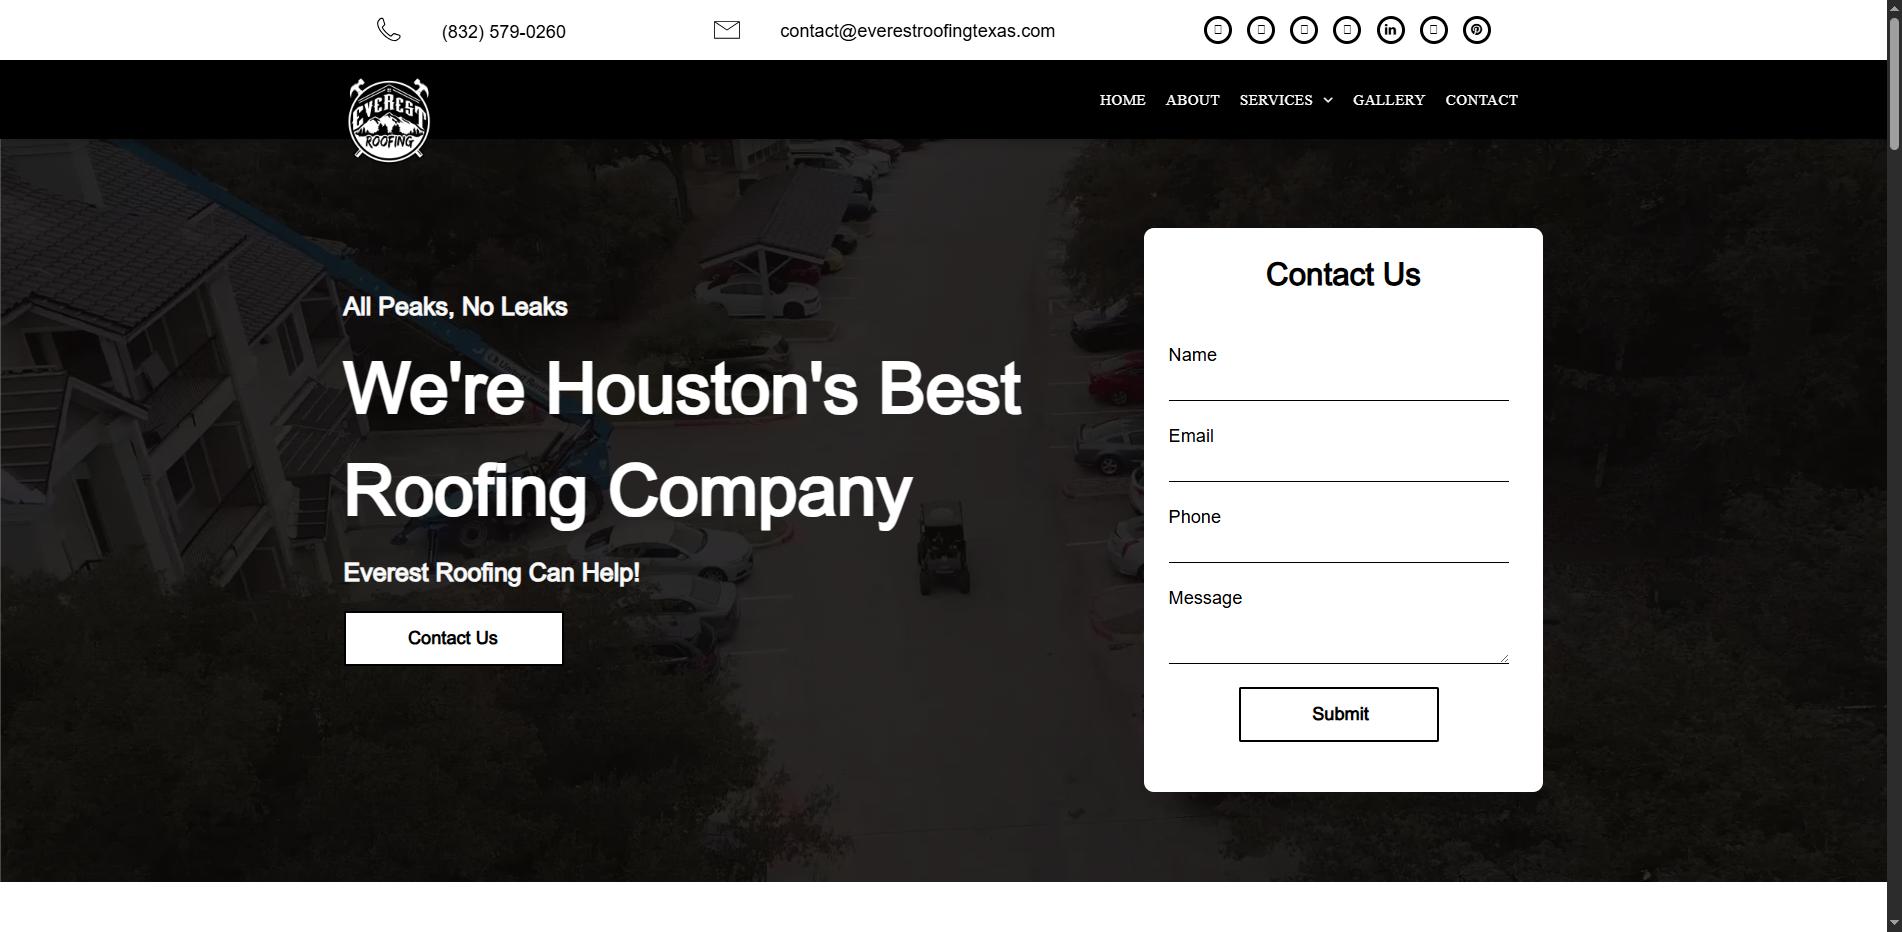 (832) 579-0260
contact@everestroofingtexas.com
in
EVEREST
ROOFING
HOME
ABOUT
SERVICES
GALLERY
CONTACT
All Peaks, No Leaks
We're Houston's Best
Roofing Company
Everest Roofing Can Help!
Contact Us
Contact Us
Name
Email
Phone
Message
Submit